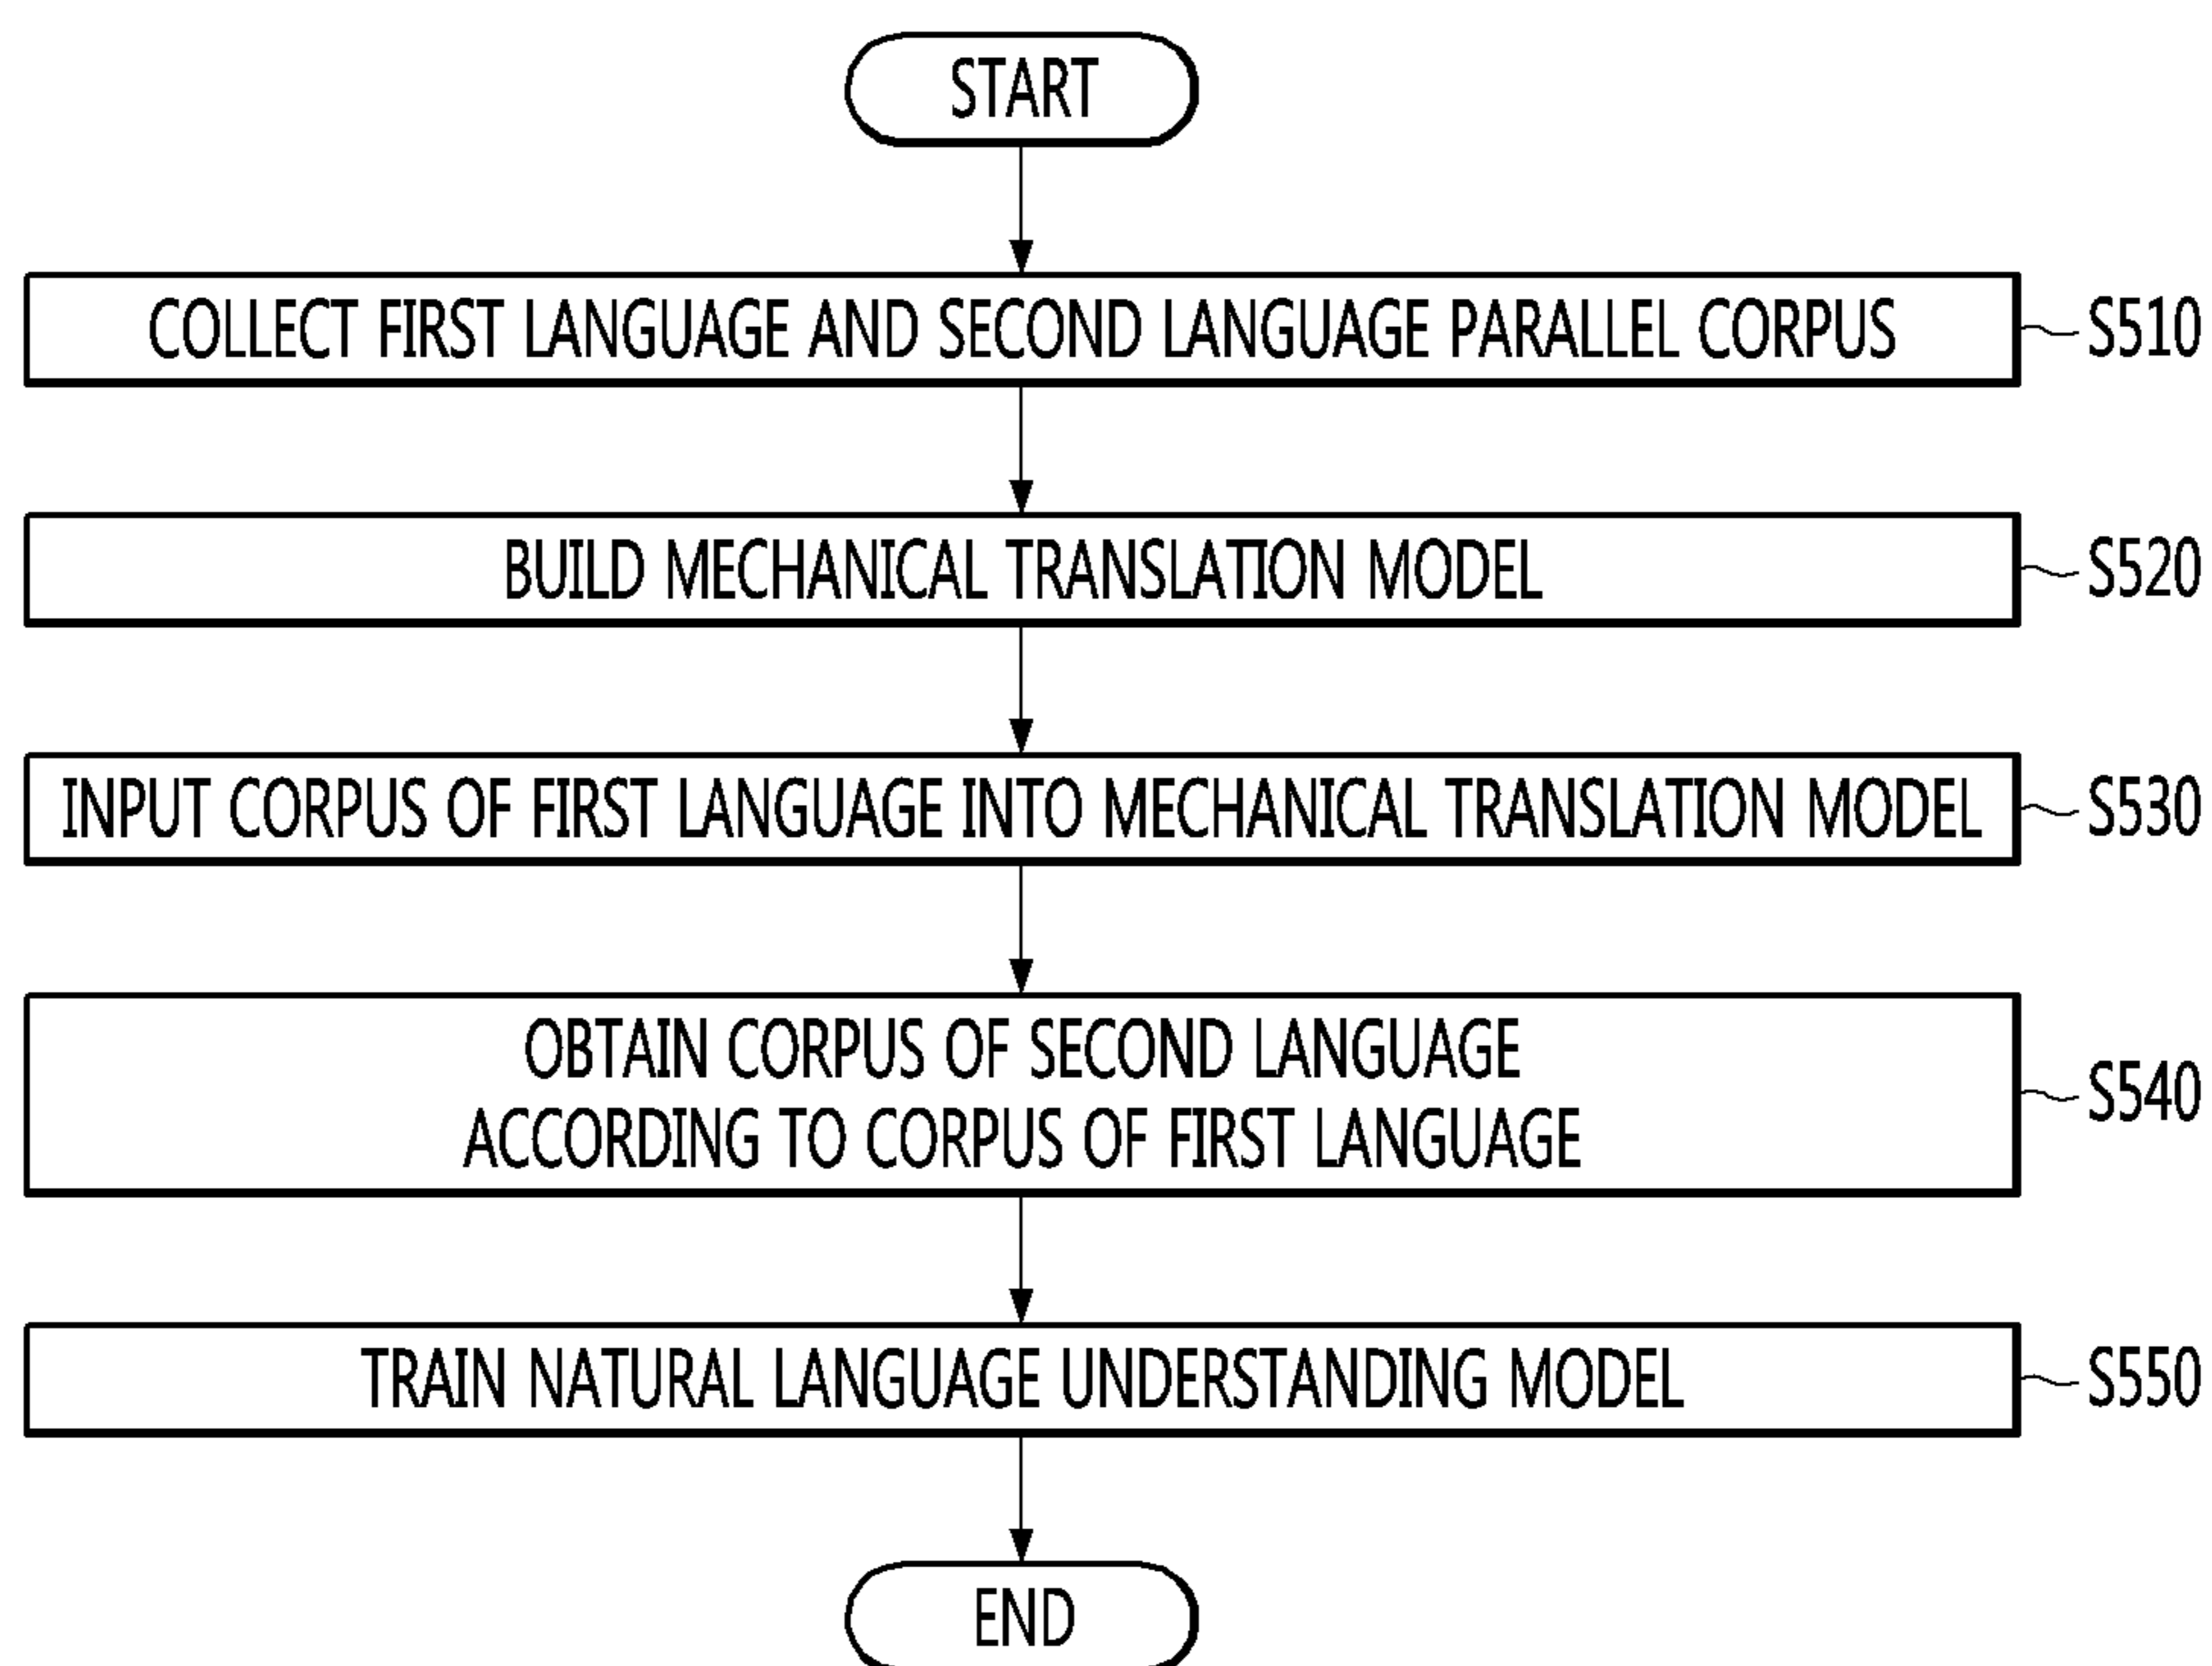 START
COLLECT FIRST LANGUAGE AND SECOND LANGUAGE PARALLEL CORPUS
S510
BUILD MECHANICAL TRANSLATION MODEL
S520
INPUT CORPUS OF FIRST LANGUAGE INTO MECHANICAL TRANSLATION MODEL
S530
OBTAIN CORPUS OF SECOND LANGUAGE
ACCORDING TO CORPUS OF FIRST LANGUAGE
S540
TRAIN NATURAL LANGUAGE UNDERSTANDING MODEL
S550
END